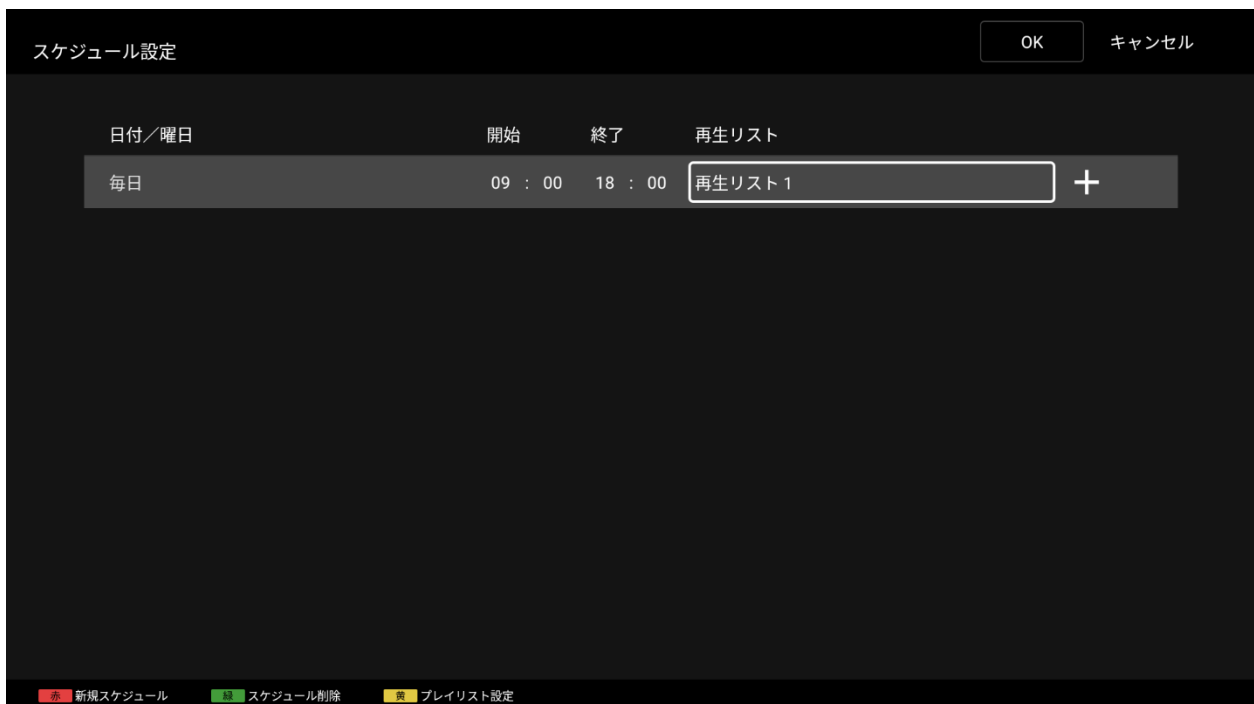 スケジュール設定 OK キャンセル
日付／曜日 開始 終了 再生リスト
毎日 09 : 00 18 : 00 再生リスト1 +
赤 新規スケジュール 緑 スケジュール削除 黄 プレイリスト設定